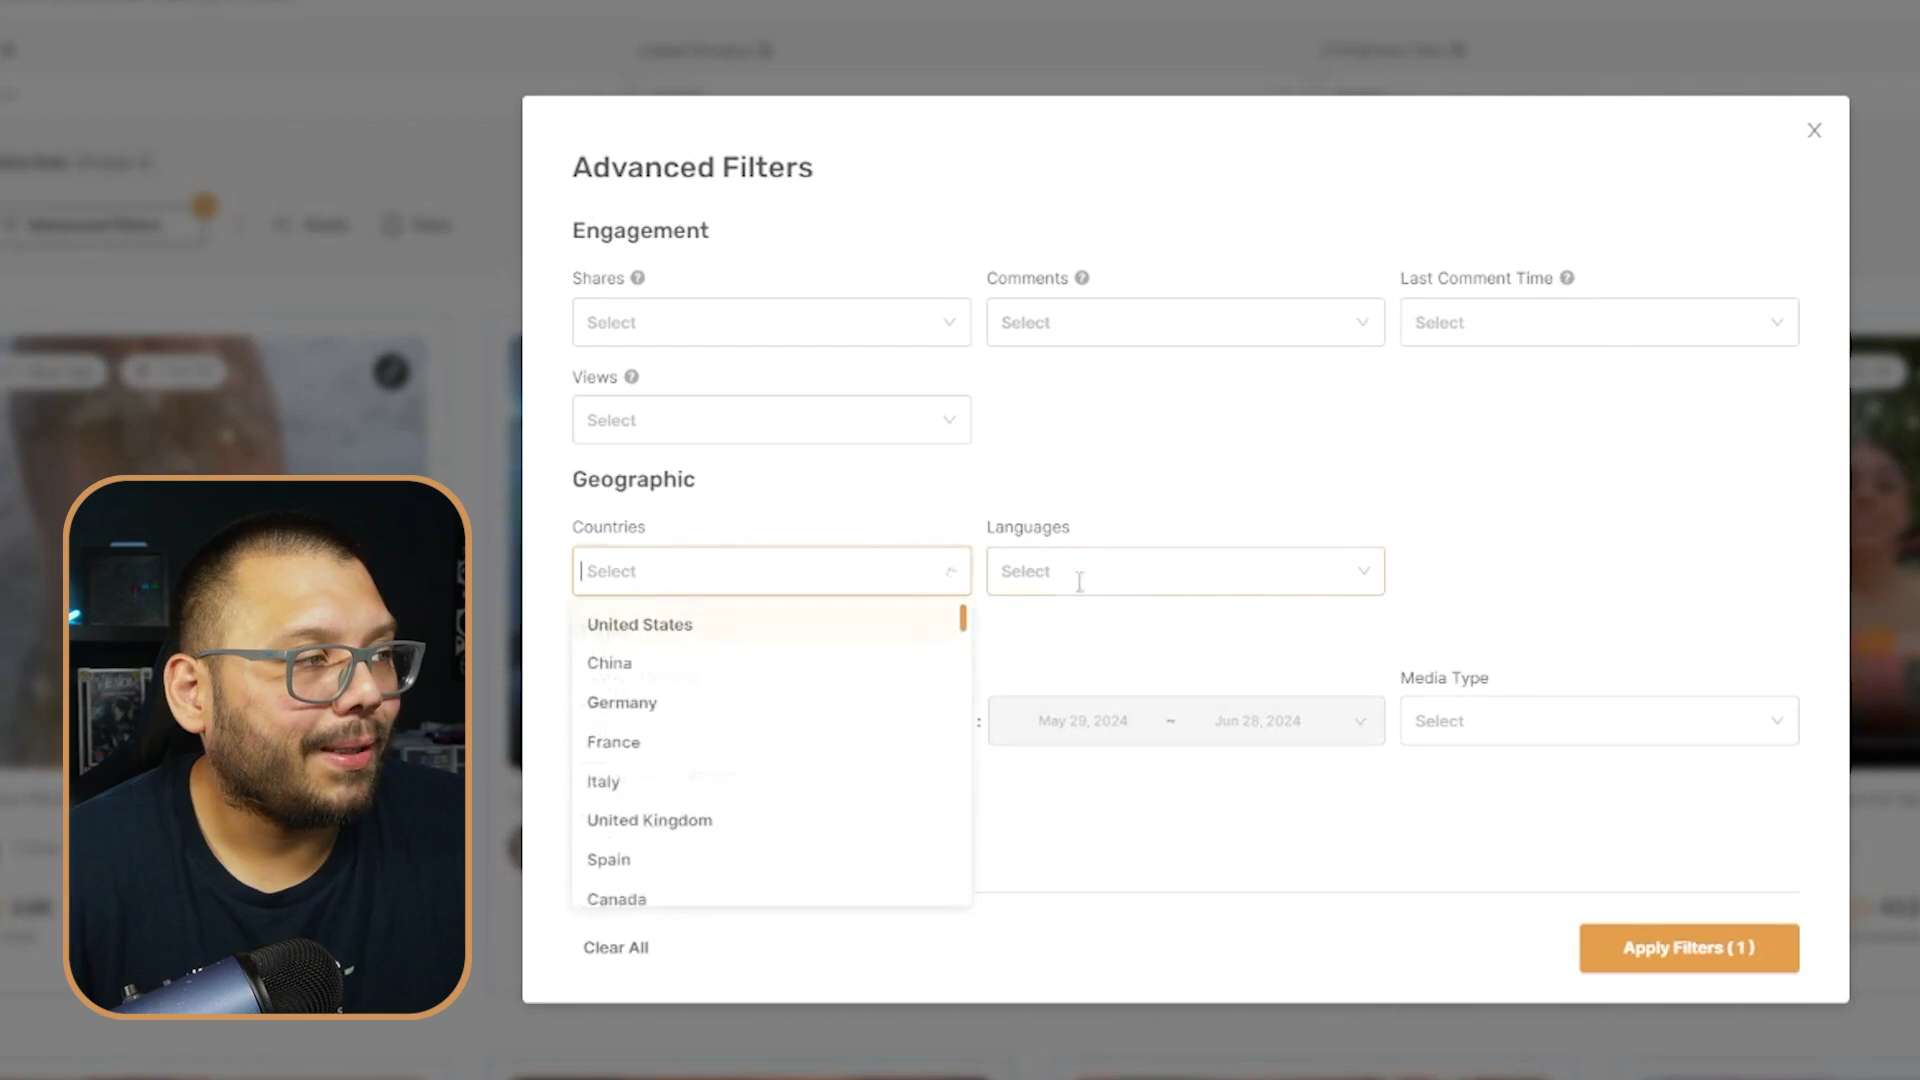 Advanced Filters
Engagement
Shares
Comments
Last Comment Time
Select
Select
Select
Views
Select
Geographic
Countries
Languages
Select
Select
United States
China
Germany
France
Italy
United Kingdom
Spain
Canada
Media Type
: May 29, 2024 ~ Jun 28, 2024
Select
Clear All
Apply Filters (1)